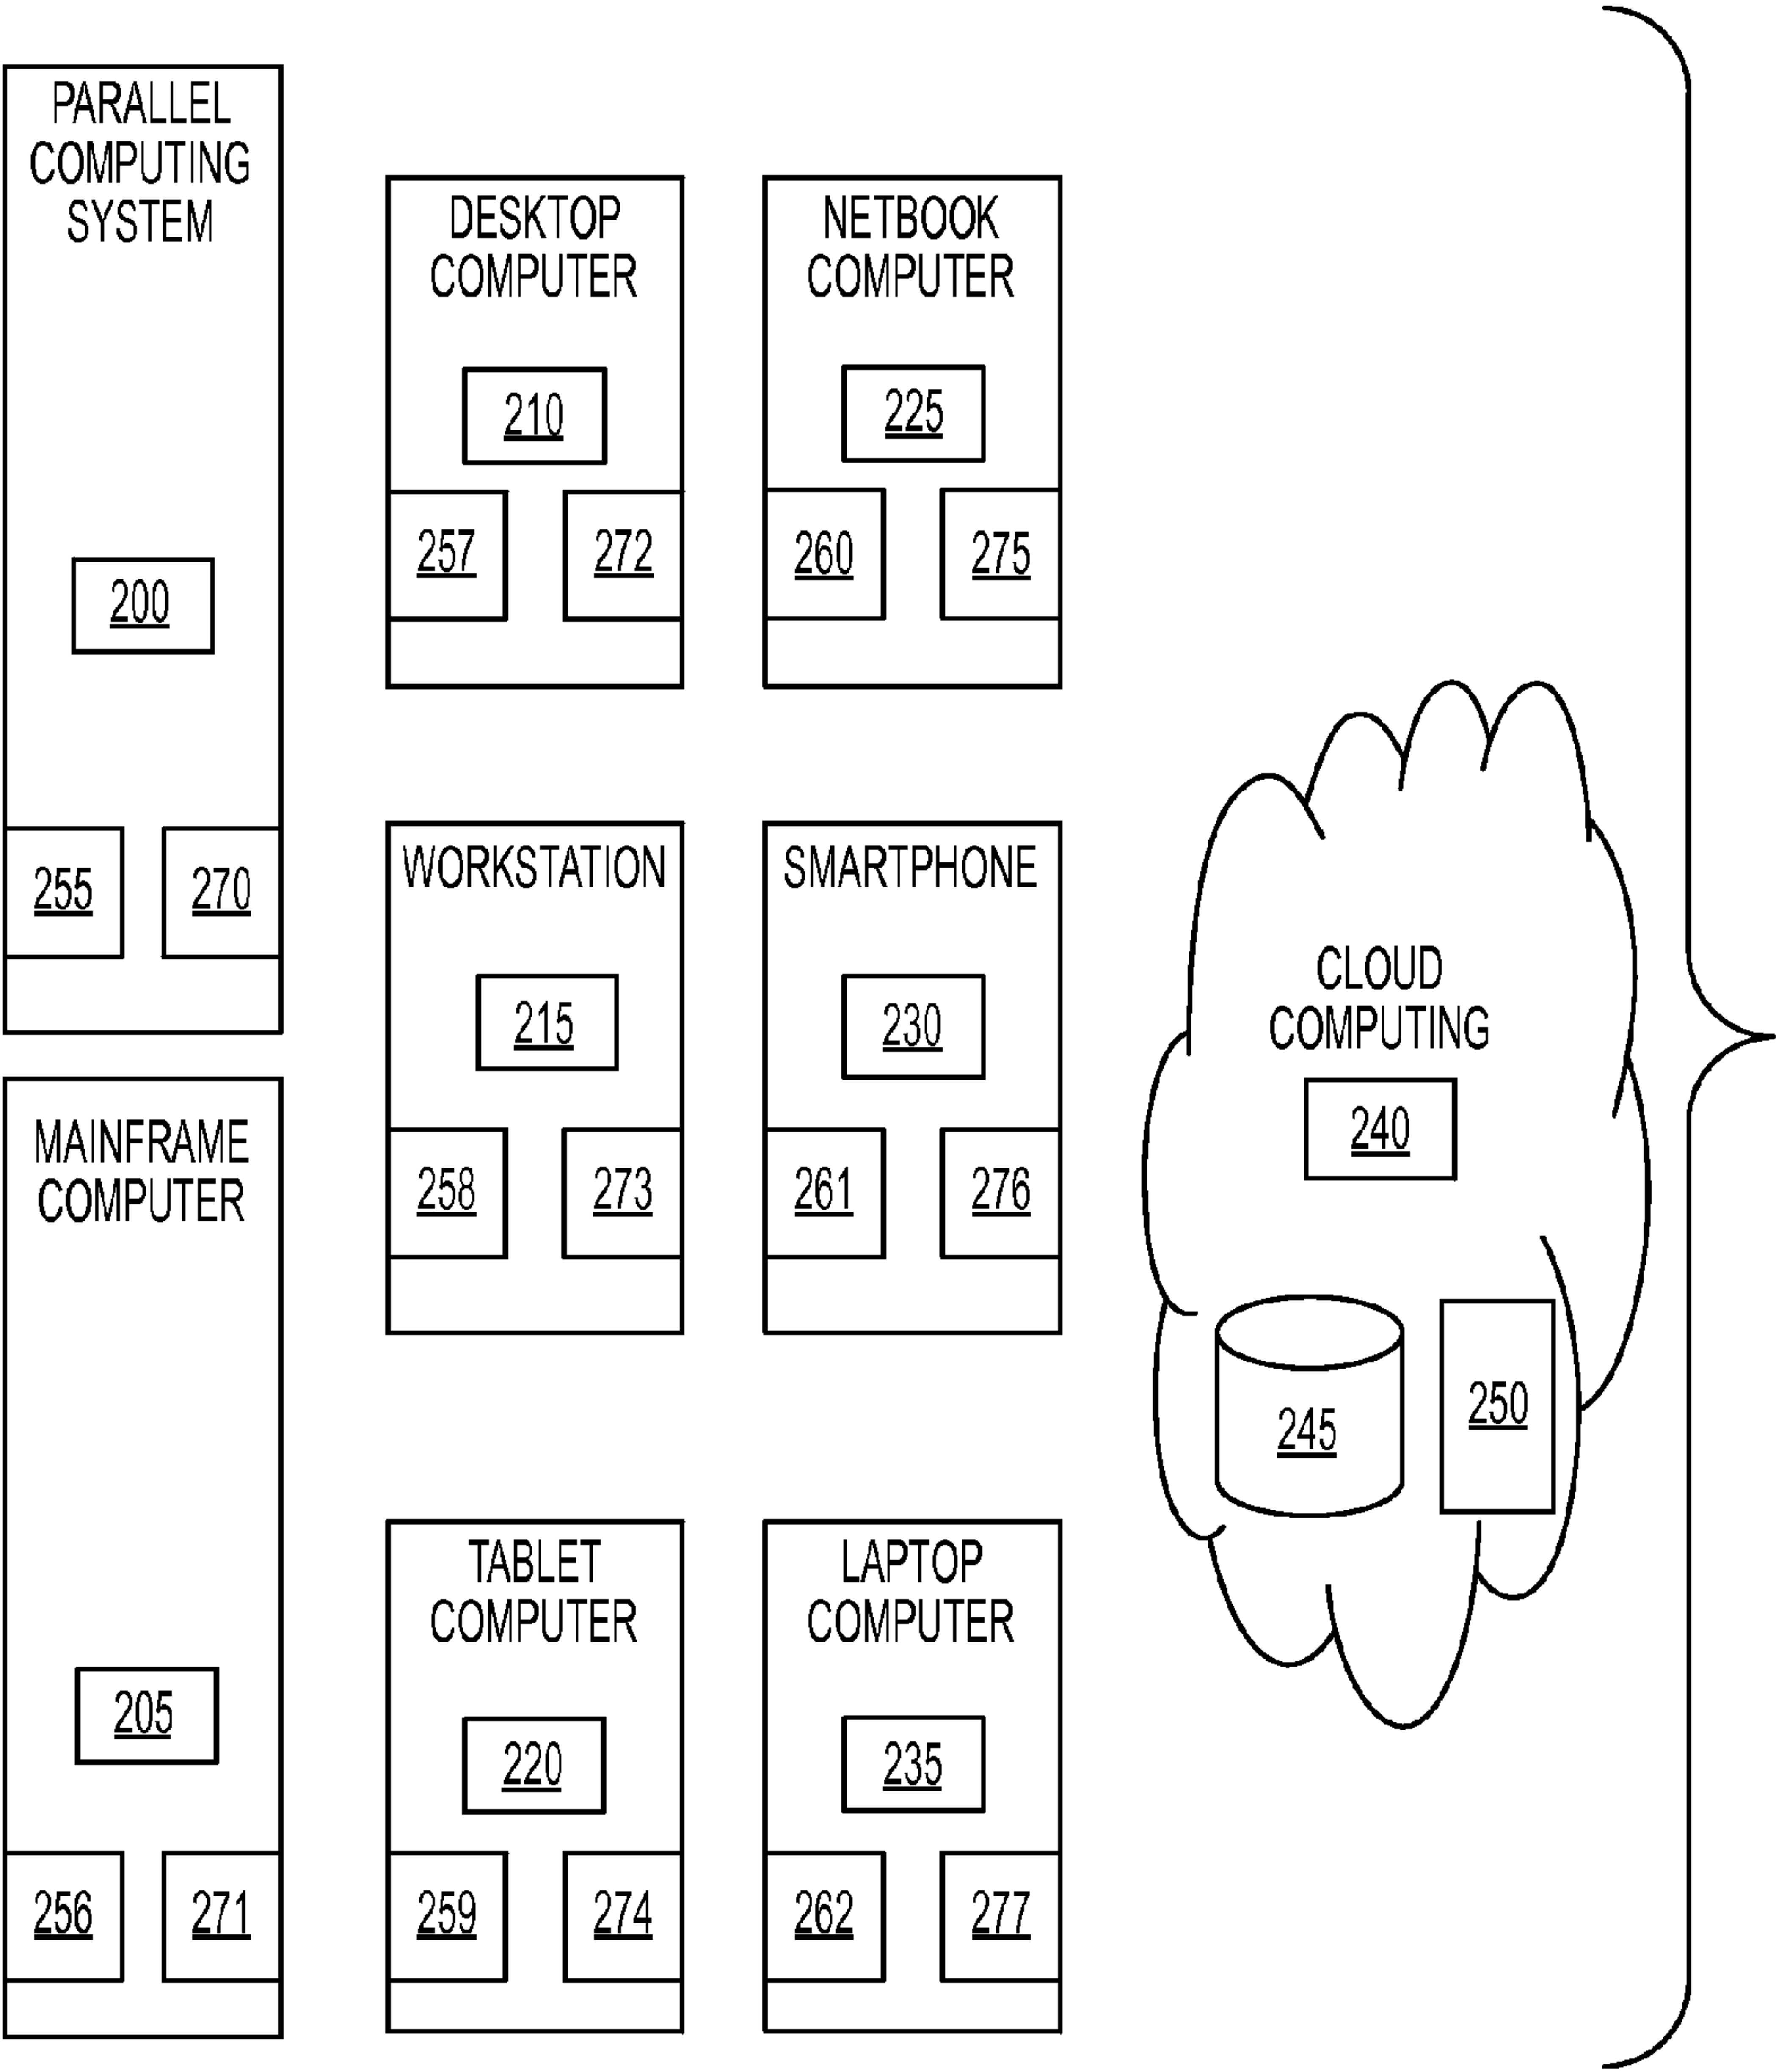 PARALLEL
COMPUTING
SYSTEM
200
255
270
MAINFRAME
COMPUTER
205
256
271
DESKTOP
COMPUTER
210
257
272
WORKSTATION
215
258
273
TABLET
COMPUTER
220
259
274
NETBOOK
COMPUTER
225
260
275
SMARTPHONE
230
261
276
LAPTOP
COMPUTER
235
262
277
CLOUD
COMPUTING
240
245
250